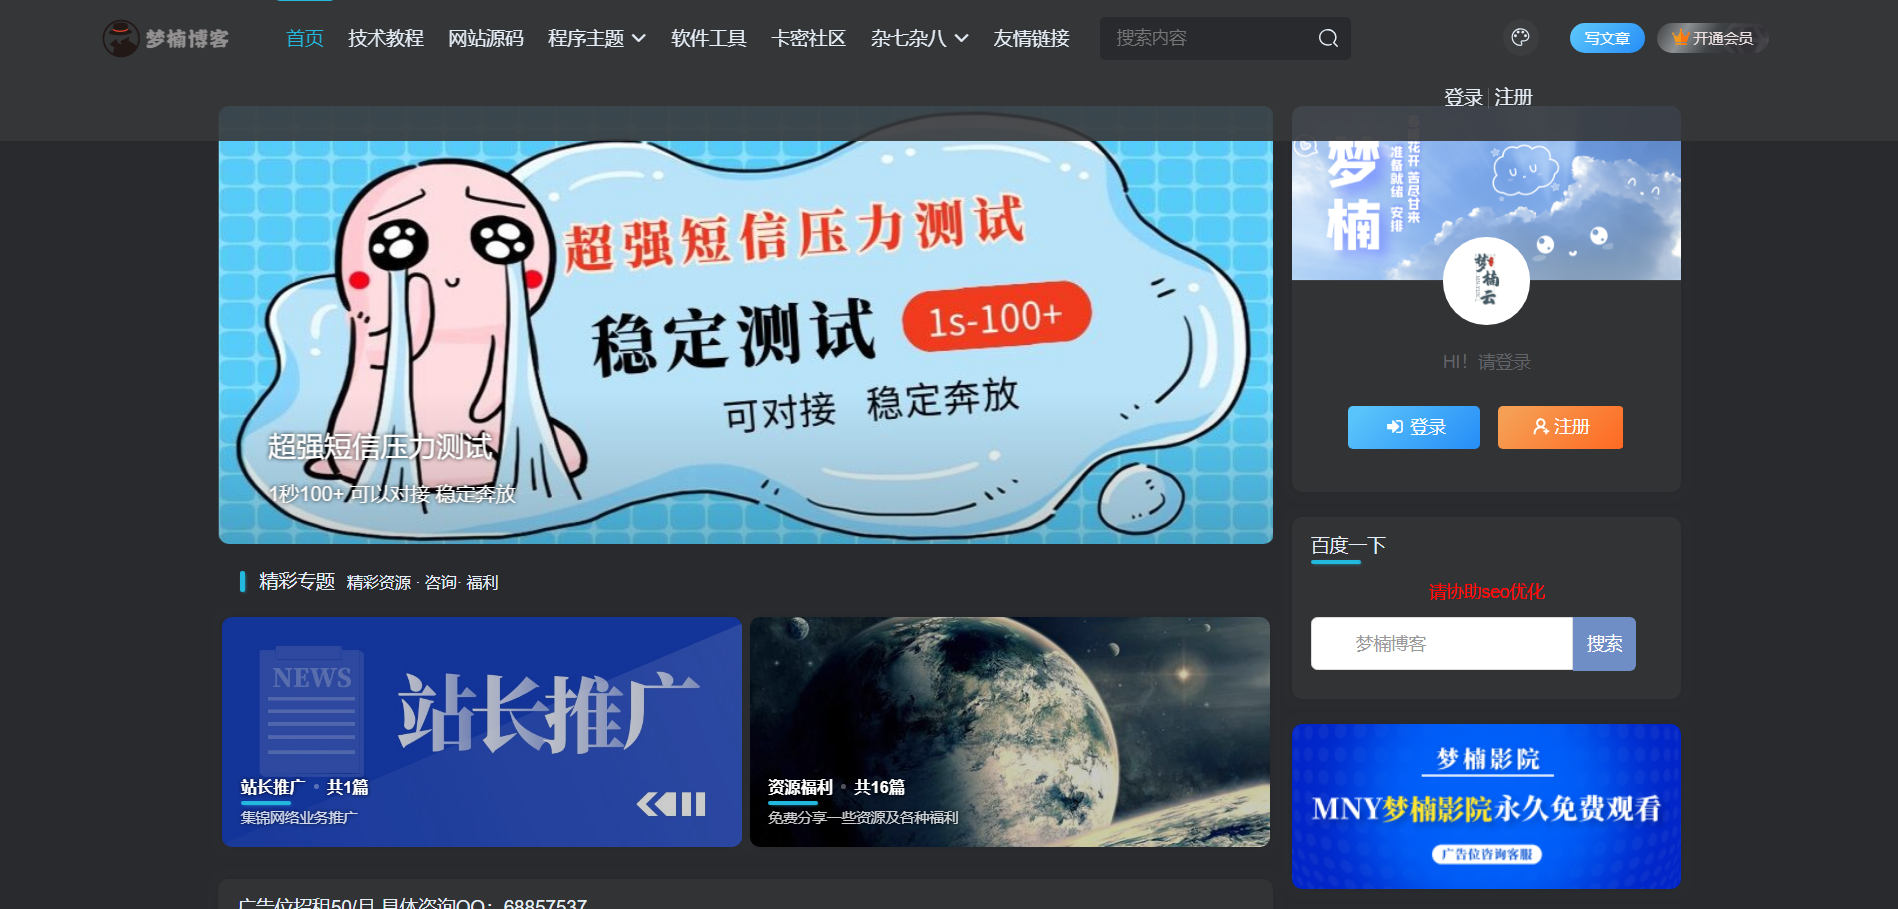 梦楠博客
首页 技术教程 网站源码 程序主题 软件工具 卡密社区 杂七杂八 友情链接
搜索内容
写文章
开通会员
登录 注册
超强短信压力测试
稳定测试 1s-100+
可对接 稳定奔放
超强短信压力测试
1秒100+ 可以对接 稳定奔放
梦楠
花开 苦尽甘来
准备就绪 安排
梦楠云
HI！请登录
登录
注册
百度一下
请协助seo优化
梦楠博客
搜索
精彩专题 精彩资源 · 咨询· 福利
NEWS
站长推广
站长推广 • 共1篇
集锦网络业务推广
资源福利 • 共16篇
免费分享一些资源及各种福利
梦楠影院
MNY梦楠影院永久免费观看
广告位咨询客服
广告位招租50/月 具体咨询QQ：68857537